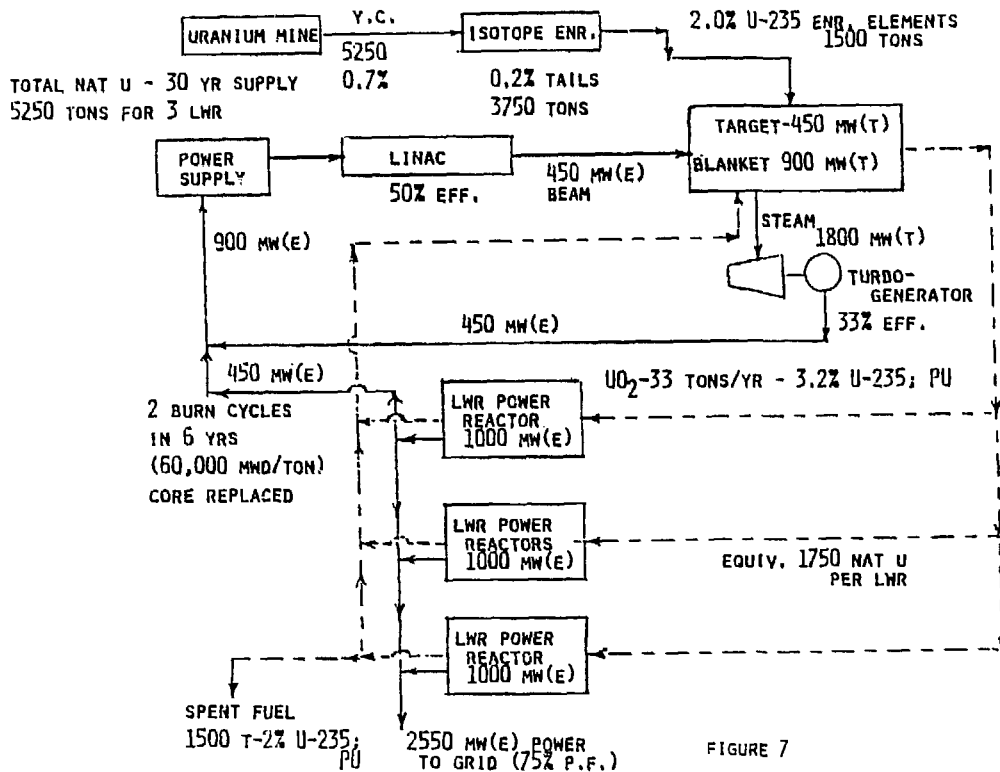 URANIUM MINE
Y.C.
5250
0.7%
ISOTOPE ENR.
0.2% TAILS
3750 TONS
2.0% U-235 ENR. ELEMENTS
1500 TONS
TOTAL NAT U - 30 YR SUPPLY
5250 TONS FOR 3 LWR
POWER
SUPPLY
LINAC
50% EFF.
450 MW(E)
BEAM
TARGET-450 MW(T)
BLANKET 900 MW(T)
STEAM
1800 MW(T)
TURBO-
GENERATOR
33% EFF.
900 MW(E)
450 MW(E)
450 MW(E)
2 BURN CYCLES
IN 6 YRS
(60,000 MWD/TON)
CORE REPLACED
UO2-33 TONS/YR - 3.2% U-235; PU
LWR POWER
REACTOR
1000 MW(E)
LWR POWER
REACTORS
1000 MW(E)
EQUIV. 1750 NAT U
PER LWR
LWR POWER
REACTOR
1000 MW(E)
SPENT FUEL
1500 T-2% U-235;
PU
2550 MW(E) POWER
TO GRID (75% P.F.)
FIGURE 7